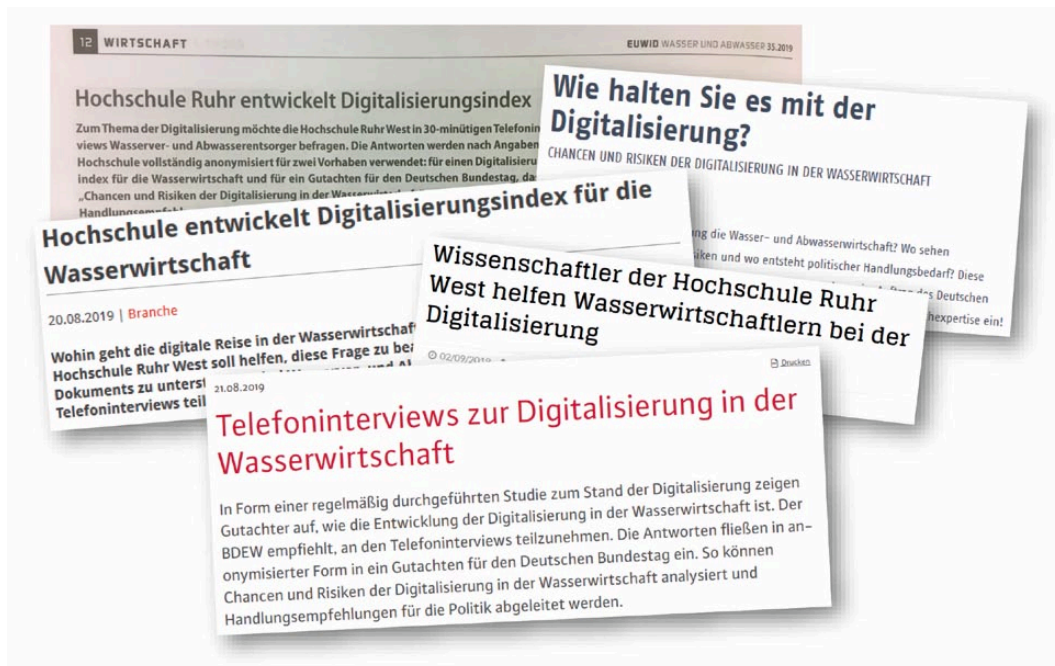 12 WIRTSCHAFT
EUWID WASSER UND ABWASSER 35.2019
Hochschule Ruhr entwickelt Digitalisierungsindex
Zum Thema der Digitalisierung möchte die Hochschule Ruhr West in 30-minütigen Telefonin
views Wasserver- und Abwasserentsorger befragen. Die Antworten werden nach Angaben
Hochschule vollständig anonymisiert für zwei Vorhaben verwendet: für einen Digitalisieru
index für die Wasserwirtschaft und für ein Gutachten für den Deutschen Bundestag, da
„Chancen und Risiken der Digitalisierung in der
Wie halten Sie es mit der
Digitalisierung?
CHANCEN UND RISIKEN DER DIGITALISIERUNG IN DER WASSERWIRTSCHAFT
die Wasser- und Abwasserwirtschaft? Wo sehen
und wo entsteht politischer Handlungsbedarf? Diese
des Deutschen
ein!
Hochschule entwickelt Digitalisierungsindex für die
Wasserwirtschaft
20.08.2019 | Branche
Wohin geht die digitale Reise in der Wasserwirtschaf
Hochschule Ruhr West soll helfen, diese Frage zu
Dokuments zu
Telefoninterviews
Wissenschaftler der Hochschule Ruhr
West helfen Wasserwirtschaftlern bei der
Digitalisierung
02/09/2019
21.08.2019
Drucken
Telefoninterviews zur Digitalisierung in der
Wasserwirtschaft
In Form einer regelmäßig durchgeführten Studie zum Stand der Digitalisierung zeigen
Gutachter auf, wie die Entwicklung der Digitalisierung in der Wasserwirtschaft ist. Der
BDEW empfiehlt, an den Telefoninterviews teilzunehmen. Die Antworten fließen in an-
onymisierter Form in ein Gutachten für den Deutschen Bundestag ein. So können
Chancen und Risiken der Digitalisierung in der Wasserwirtschaft analysiert und
Handlungsempfehlungen für die Politik abgeleitet werden.